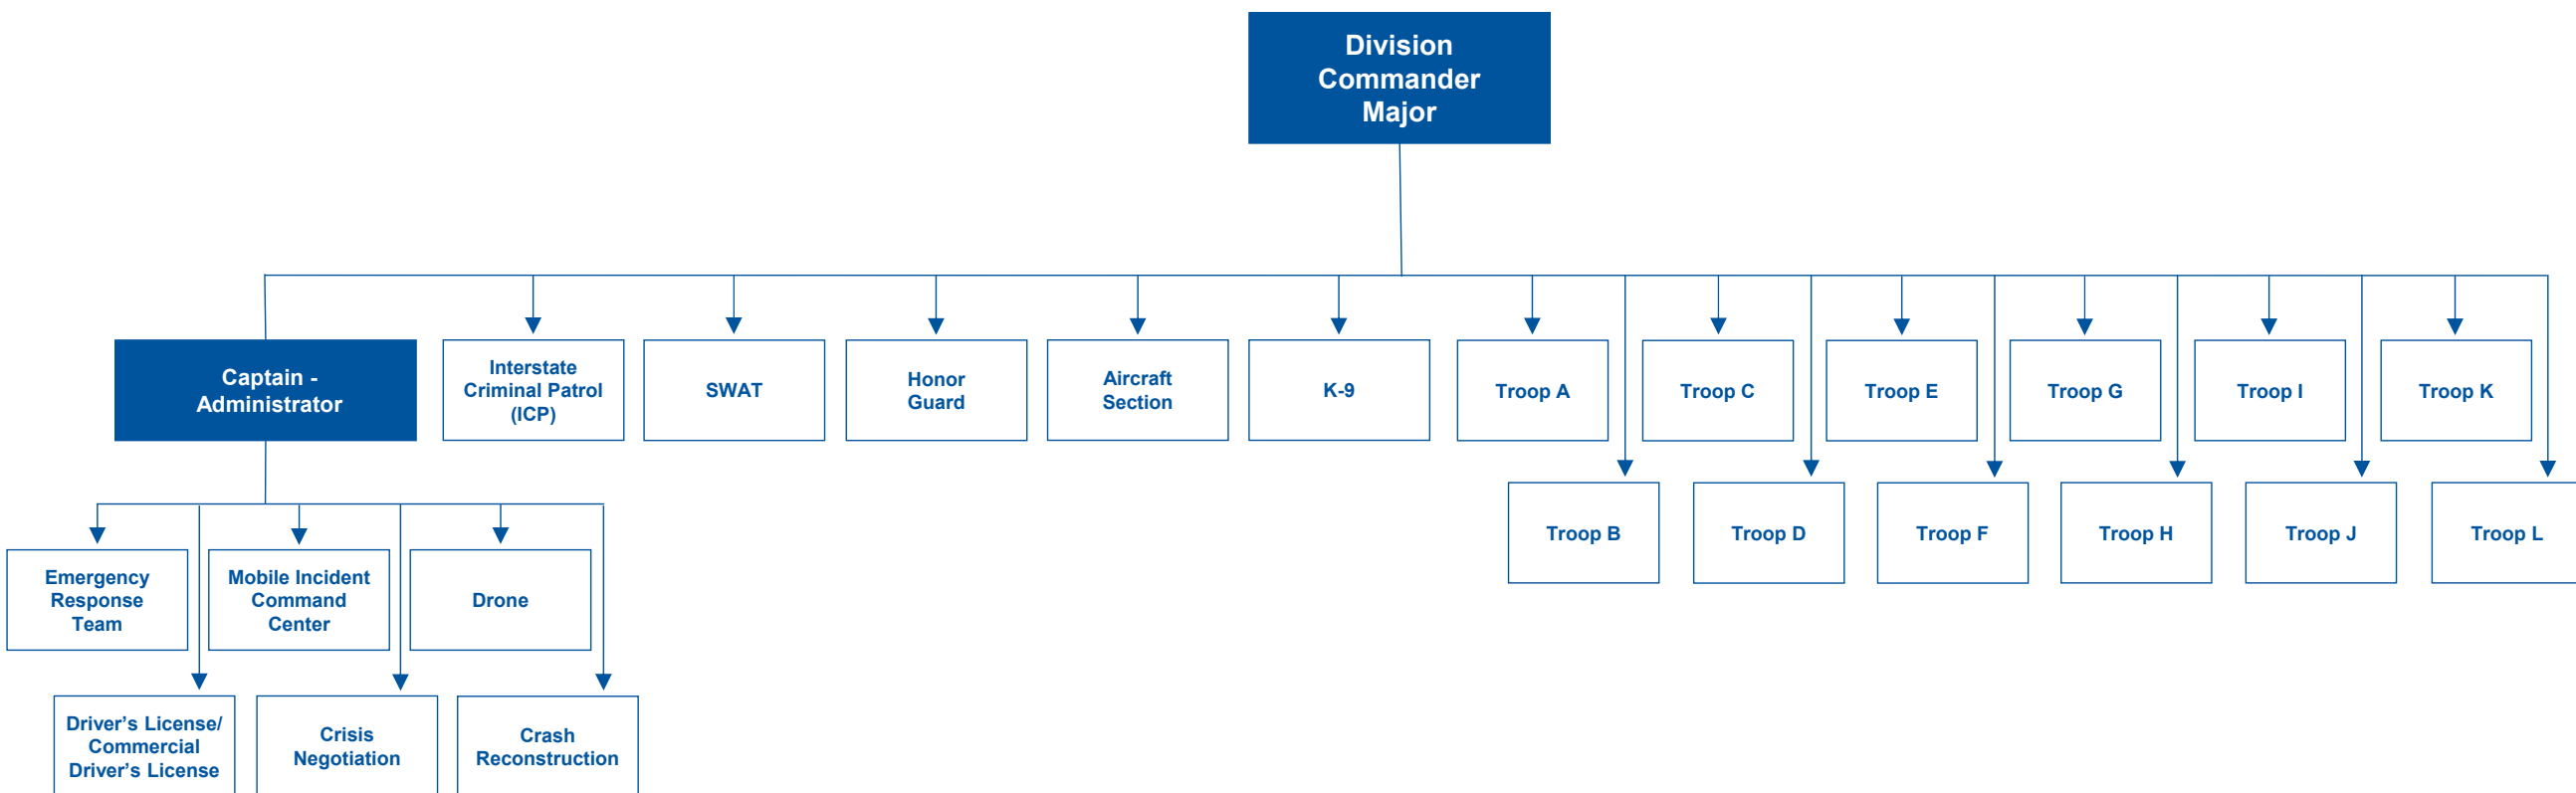 Division
Commander
Major
Captain -
Administrator
Interstate
Criminal Patrol
(ICP)
SWAT
Honor
Guard
Aircraft
Section
K-9
Troop A
Troop C
Troop E
Troop G
Troop I
Troop K
Troop B
Troop D
Troop F
Troop H
Troop J
Troop L
Emergency
Response
Team
Mobile Incident
Command
Center
Drone
Driver’s License/
Commercial
Driver’s License
Crisis
Negotiation
Crash
Reconstruction